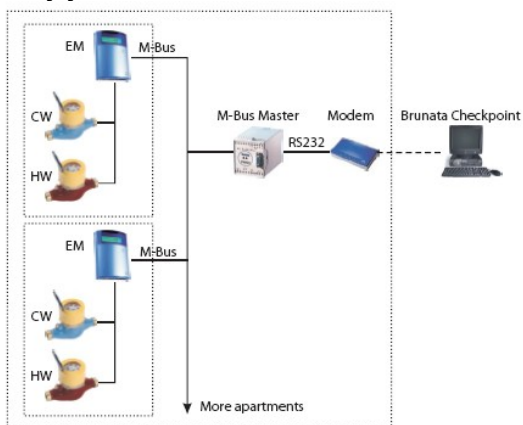 EM
M-Bus
CW
HW
M-Bus Master
Modem
Brunata Checkpoint
RS232
EM
M-Bus
CW
HW
More apartments